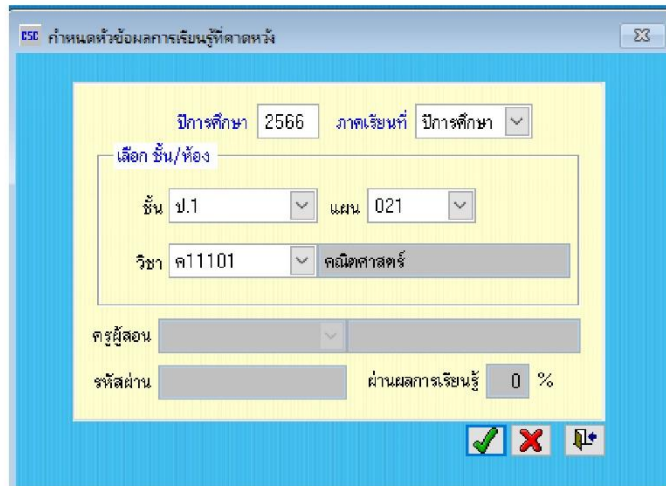 CSC กำหนดหัวข้อผลการเรียนรู้ที่คาดหวัง
ปีการศึกษา 2566 ภาคเรียนที่ ปีการศึกษา
เลือก ชั้น/ห้อง
ชั้น ป.1 แผน 021
วิชา ค11101 คณิตศาสตร์
ครูผู้สอน
รหัสผ่าน ผ่านผลการเรียนรู้ 0 %